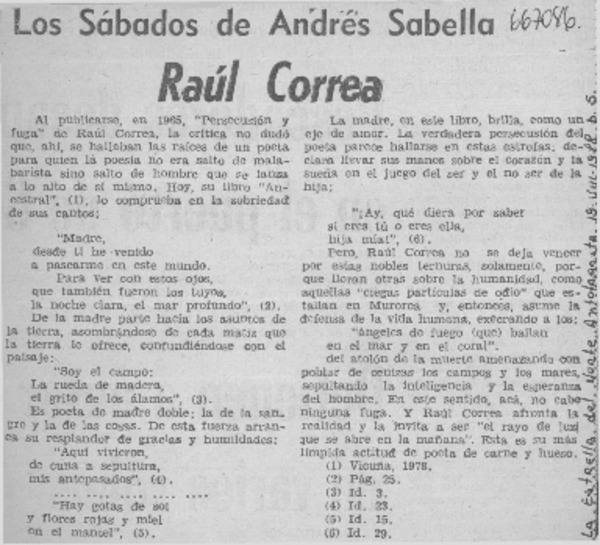 Los Sábados de Andrés Sabella
667086.
Raúl Correa
Al publicarse, en 1965, "Persecución y
fuga" de Raúl Correa, la crítica no dudó
que, ahí, se hallaban las raíces de un poeta
para quien la poesía no era salto de mala-
barista sino salto de hombre que se lanza
a lo alto de sí mismo. Hoy, su libro "An-
cestral", (1), lo comprueba en la sobriedad
de sus cantos:
"Madre,
desde ti he venido
a pasearme en este mundo.
Para ver con estos ojos,
que también fueron los tuyos,
la noche clara, el mar profundo", (2).
De la madre parte hacia los asuntos de
la tierra, asombrándose de cada matiz que
la tierra le ofrece, confundiéndose con el
paisaje:
"Soy el campo:
La rueda de madera,
el grito de los álamos", (3).
Es poeta de madre doble; la de la san-
gre y la de las cosas. De esta fuerza arran-
ca su resplandor de gracias y humildades:
"Aquí vivieron,
de cuna a sepultura,
mis antepasados", (4).
.... .... .... .... .... ....
"Hay gotas de sol
y flores rojas y miel
en el mantel", (5).
La madre, en este libro, brilla, como un
eje de amor. La verdadera persecución del
poeta parece hallarse en estas estrofas; de-
clara llevar sus manos sobre el corazón y la
sueña en el juego del ser y el no ser de la
hija:
"¡Ay, qué diera por saber
si eres tú o eres ella,
hija mía!", (6).
Pero, Raúl Correa no se deja vencer
por estas nobles ternuras, solamente, por-
que lloran otras sobre la humanidad, como
aquellas "ciegas partículas de odio" que es-
tallan en Muroroa y, entonces, asume la
defensa de la vida humana, execrando a los:
"ángeles de fuego (que) bailan
en el mar y en el coral".
del atolón de la muerte amenazando con
poblar de cenizas los campos y los mares,
sepultando la inteligencia y la esperanza
del hombre. En este sentido, acá, no cabe
ninguna fuga. Y Raúl Correa afronta la
realidad y la invita a ser "el rayo de luz
que se abre en la mañana". Esta es su más
límpida actitud de poeta de carne y hueso.
(1) Vicuña, 1978.
(2) Pág. 25.
(3) Id. 3.
(4) Id. 23.
(5) Id. 15.
(6) Id. 29.
La Estrella del Norte. Antofagasta. 19-VIII- p. 5.